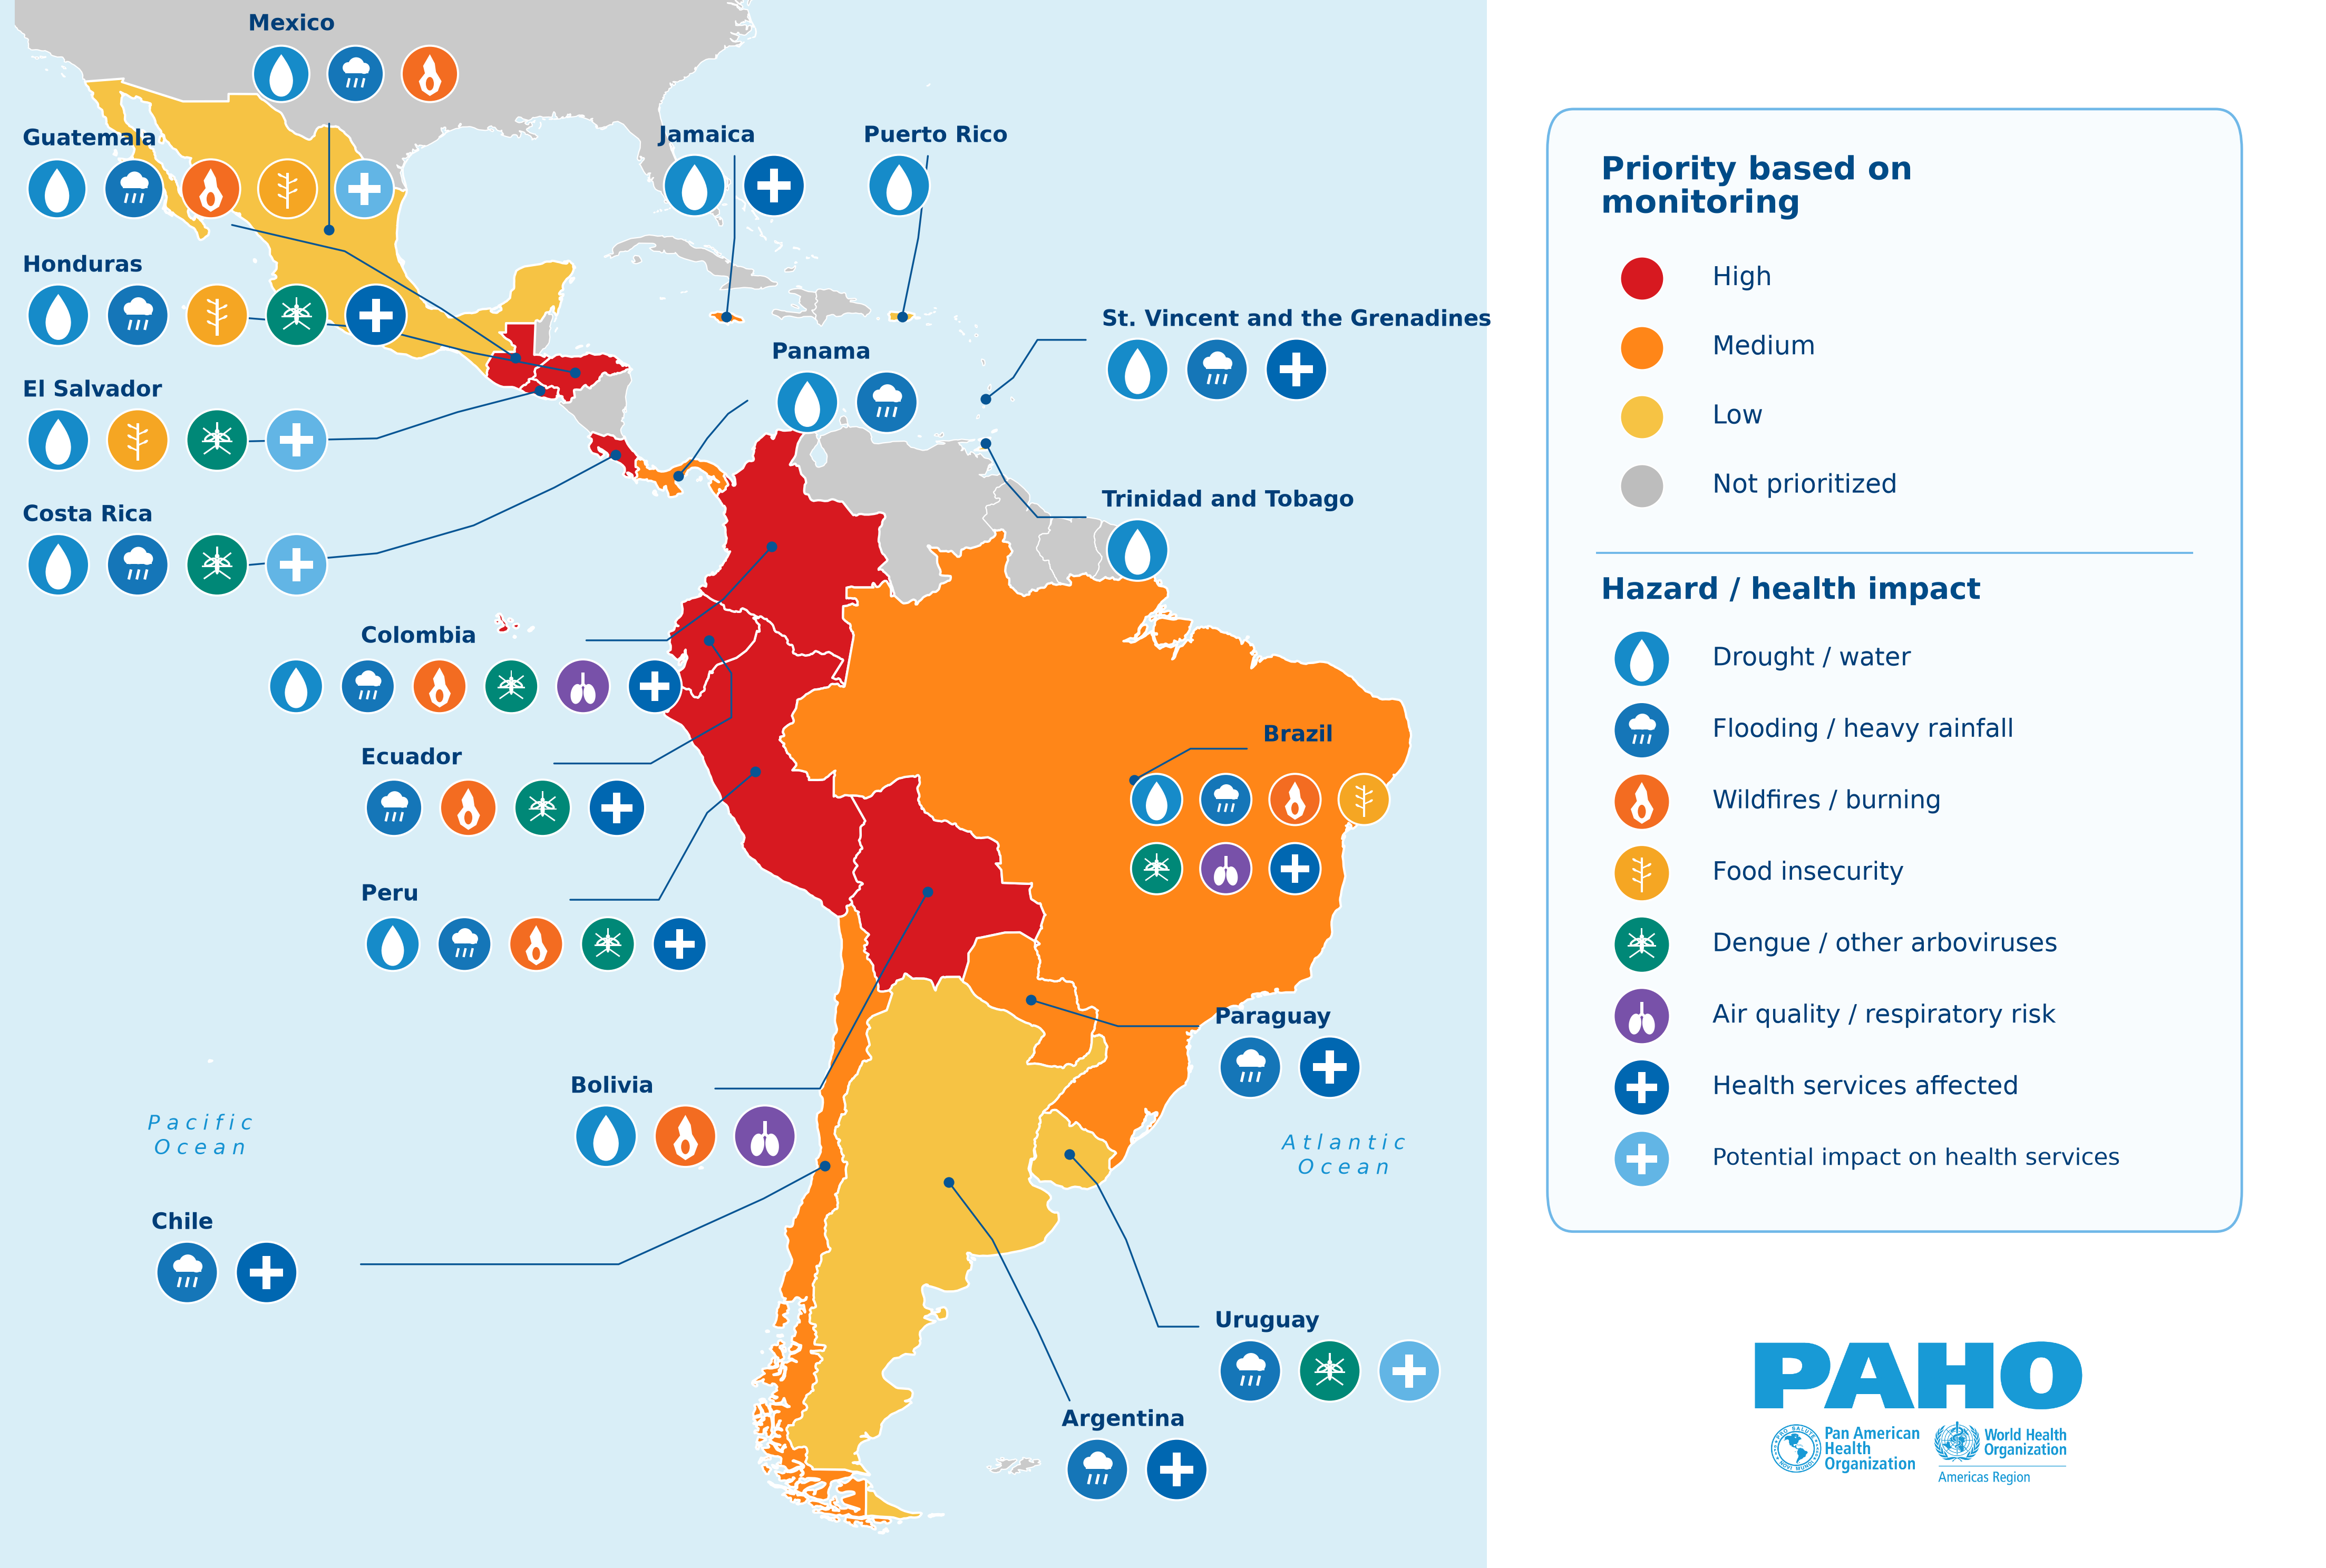 Mexico
Guatemala
Jamaica
Puerto Rico
Honduras
St. Vincent and the Grenadines
Panama
El Salvador
Trinidad and Tobago
Costa Rica
Colombia
Brazil
Ecuador
Peru
Paraguay
Bolivia
Pacific
Ocean
Atlantic
Ocean
Chile
Uruguay
Argentina
Priority based on
monitoring
High
Medium
Low
Not prioritized
Hazard / health impact
Drought / water
Flooding / heavy rainfall
Wildfires / burning
Food insecurity
Dengue / other arboviruses
Air quality / respiratory risk
Health services affected
Potential impact on health services
PAHO
PRO SALUTE
NOVI MUNDI
Pan American
Health
Organization
World Health
Organization
Americas Region